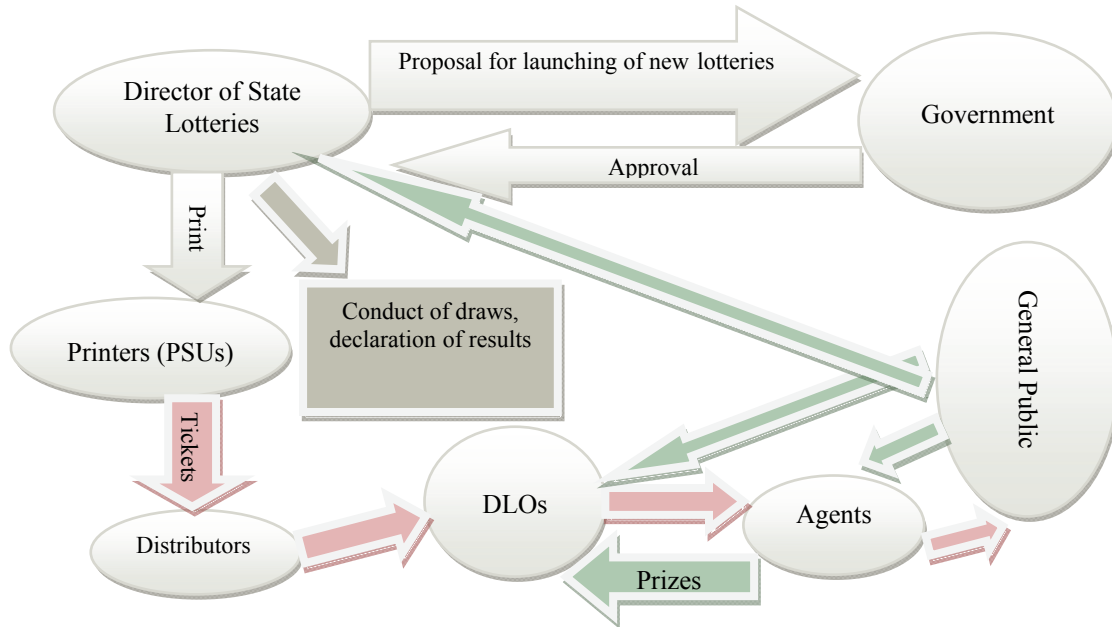 Director of State
Lotteries
Proposal for launching of new lotteries
Government
Approval
Print
Conduct of draws,
declaration of results
General Public
Printers (PSUs)
Tickets
Distributors
DLOs
Agents
Prizes